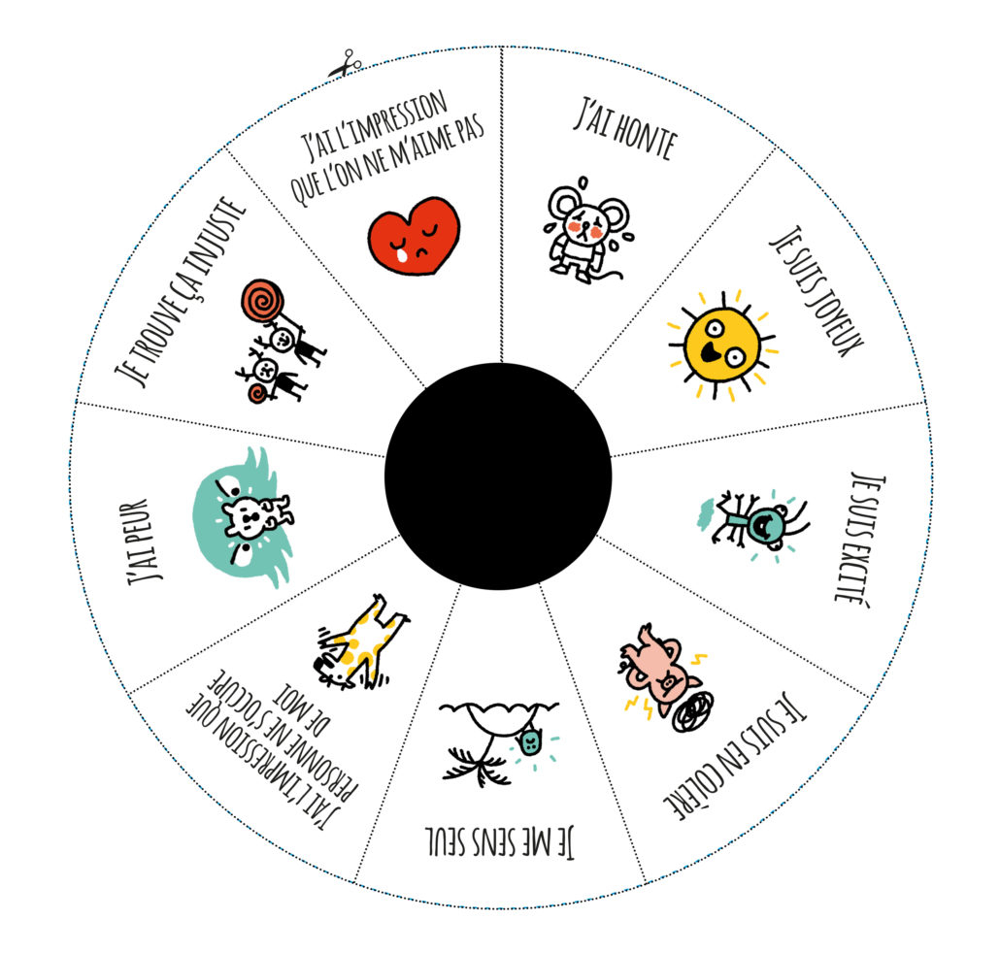 J'AI HONTE
JE SUIS JOYEUX
JE SUIS EXCITÉ
JE SUIS EN COLÈRE
JE ME SENS SEUL
J'AI L'IMPRESSION QUE
PERSONNE NE S'OCCUPE
DE MOI
J'AI PEUR
JE TROUVE ÇA INJUSTE
J'AI L'IMPRESSION
QUE L'ON NE M'AIME PAS